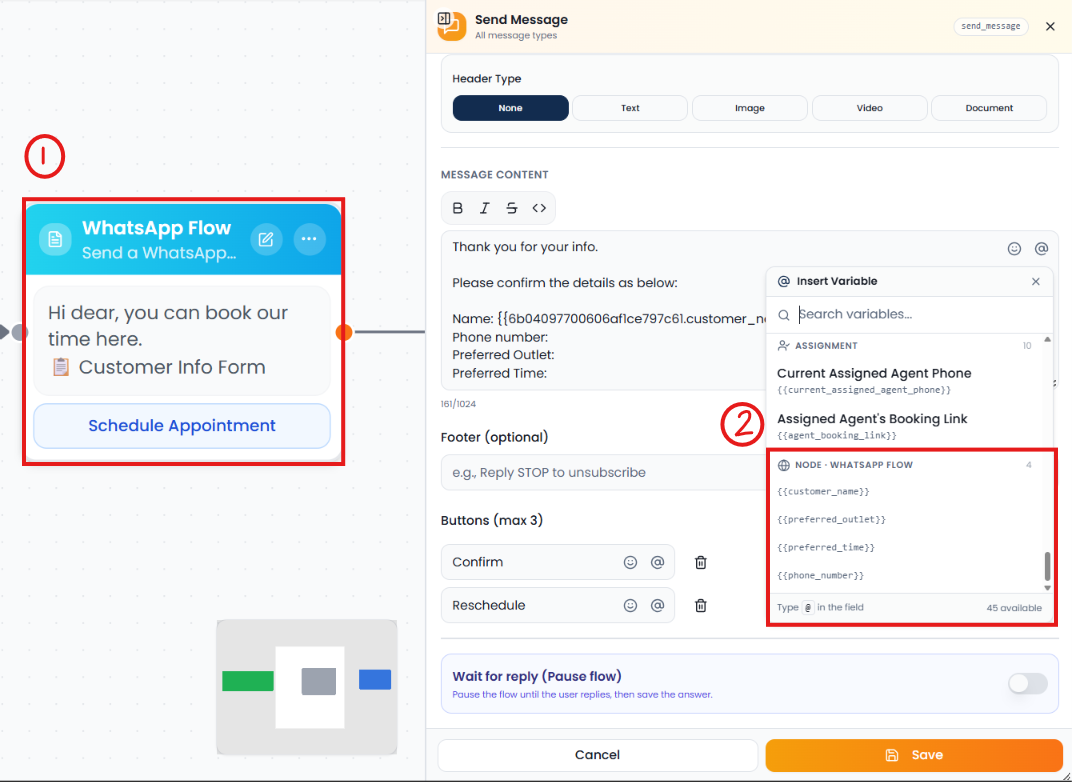 Send Message
All message types
send_message
Header Type
None
Text
Image
Video
Document
1
WhatsApp Flow
Send a WhatsApp...
Hi dear, you can book our
time here.
📋 Customer Info Form
Schedule Appointment
MESSAGE CONTENT
B I S <>
Thank you for your info.
Please confirm the details as below:
Name: {{6b04097700606af1ce797c61.customer_n
Phone number:
Preferred Outlet:
Preferred Time:
161/1024
Footer (optional)
e.g., Reply STOP to unsubscribe
Buttons (max 3)
Confirm
Reschedule
Insert Variable
Search variables...
ASSIGNMENT 10
Current Assigned Agent Phone
{{current_assigned_agent_phone}}
Assigned Agent's Booking Link
{{agent_booking_link}}
2
NODE · WHATSAPP FLOW 4
{{customer_name}}
{{preferred_outlet}}
{{preferred_time}}
{{phone_number}}
Type @ in the field 45 available
Wait for reply (Pause flow)
Pause the flow until the user replies, then save the answer.
Cancel
Save